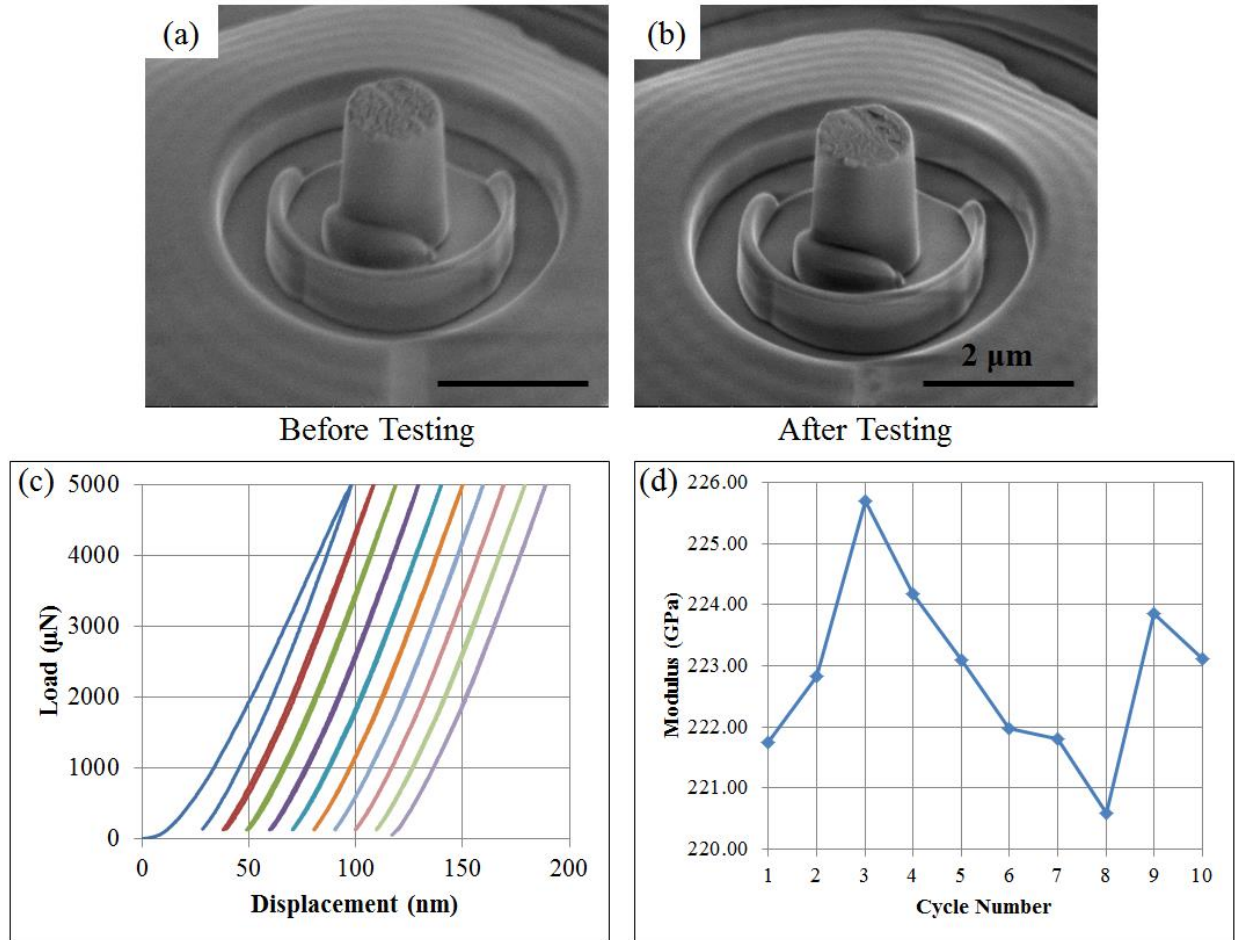 (a)
(b)
2 µm
Before Testing
After Testing
(c)
5000
4000
3000
2000
1000
0
Load (µN)
0 50 100 150 200
Displacement (nm)
(d)
226.00
225.00
224.00
223.00
222.00
221.00
220.00
Modulus (GPa)
1 2 3 4 5 6 7 8 9 10
Cycle Number